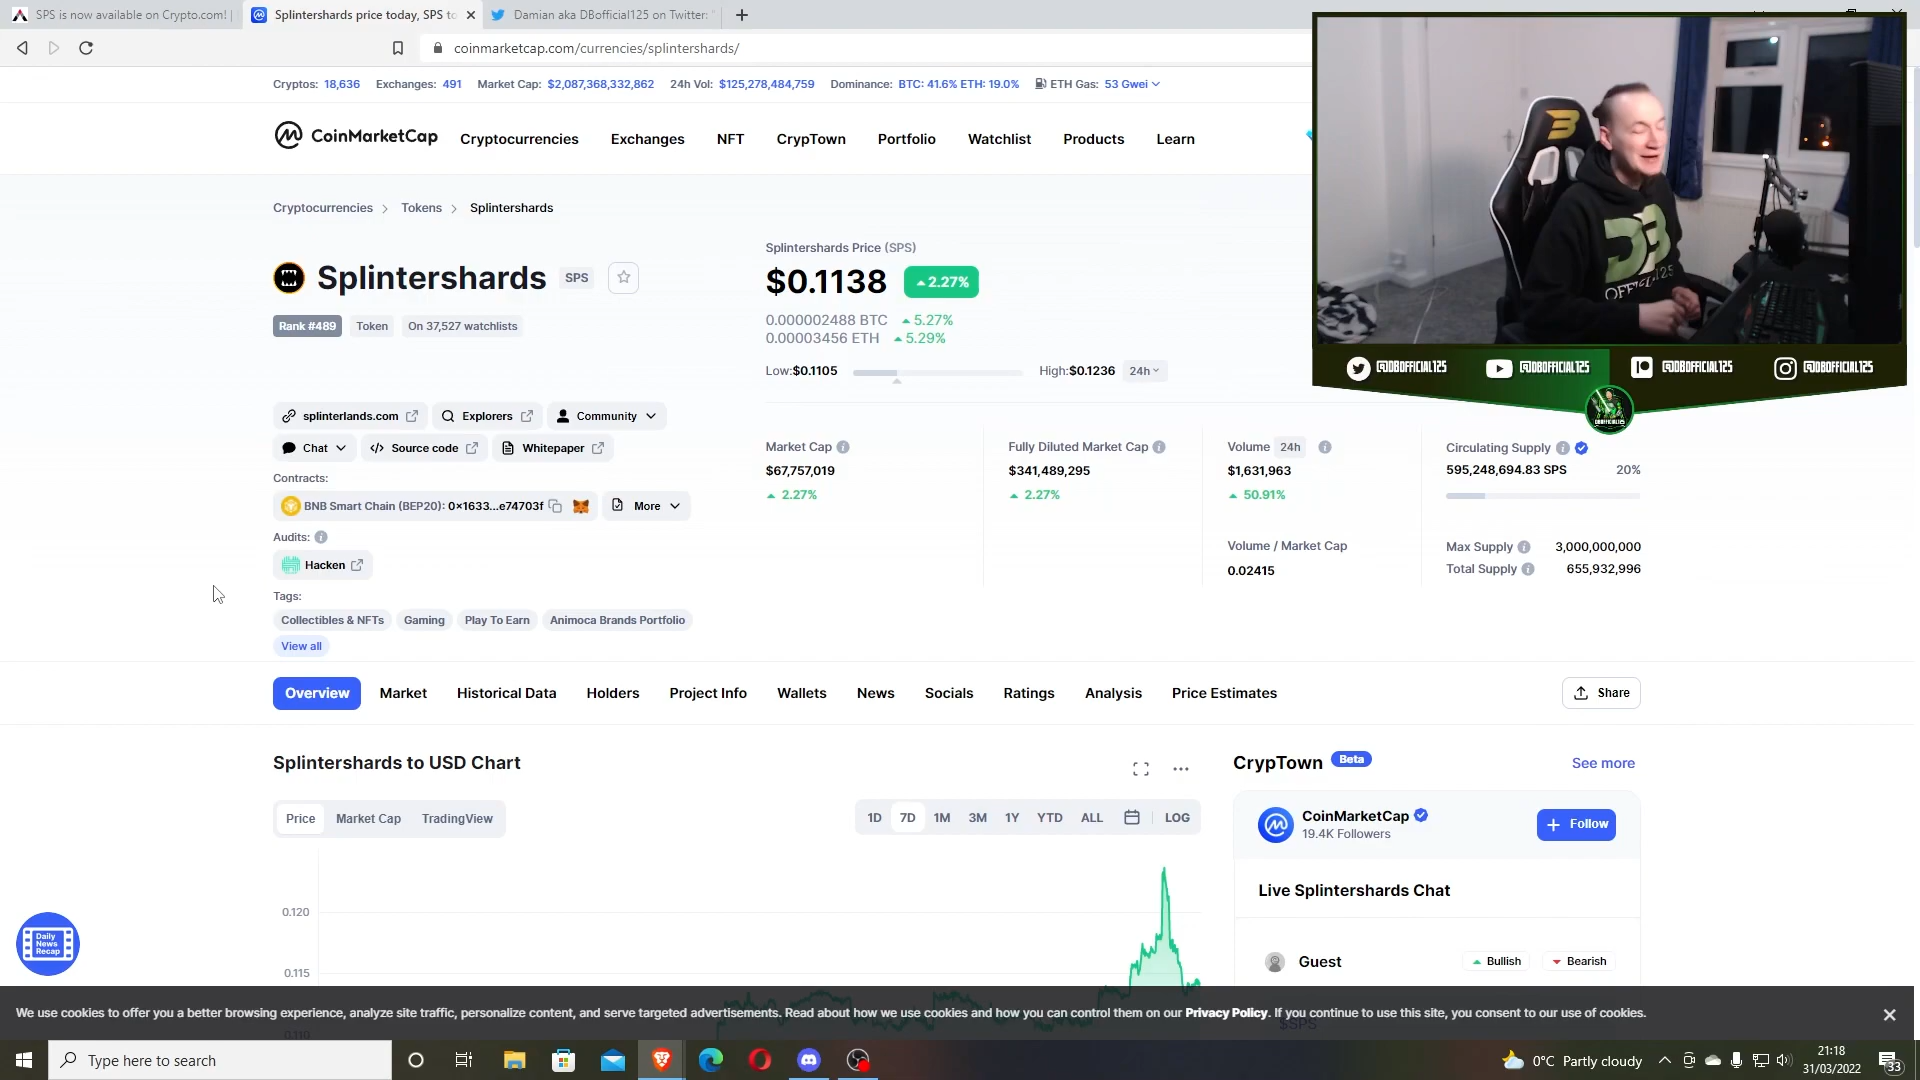 SPS is now available on Crypto.com! |
Splintershards price today, SPS to
Damian aka DBofficial125 on Twitter: "
coinmarketcap.com/currencies/splintershards/
Cryptos: 18,636 Exchanges: 491 Market Cap: $2,087,368,332,862 24h Vol: $125,278,484,759 Dominance: BTC: 41.6% ETH: 19.0% ETH Gas: 53 Gwei
CoinMarketCap Cryptocurrencies Exchanges NFT CrypTown Portfolio Watchlist Products Learn
Cryptocurrencies > Tokens > Splintershards
Splintershards SPS
Rank #489 Token On 37,527 watchlists
Splintershards Price (SPS)
$0.1138 2.27%
0.000002488 BTC 5.27%
0.00003456 ETH 5.29%
Low:$0.1105 High:$0.1236 24h
@DBOFFICIAL125 @DBOFFICIAL125 @DBOFFICIAL125 @DBOFFICIAL125
splinterlands.com Explorers Community
Chat Source code Whitepaper
Contracts:
BNB Smart Chain (BEP20): 0x1633...e74703f More
Audits:
Hacken
Tags:
Collectibles & NFTs Gaming Play To Earn Animoca Brands Portfolio
View all
Market Cap
$67,757,019
2.27%
Fully Diluted Market Cap
$341,489,295
2.27%
Volume 24h
$1,631,963
50.91%
Volume / Market Cap
0.02415
Circulating Supply
595,248,694.83 SPS 20%
Max Supply 3,000,000,000
Total Supply 655,932,996
Overview Market Historical Data Holders Project Info Wallets News Socials Ratings Analysis Price Estimates Share
Splintershards to USD Chart
Price Market Cap TradingView 1D 7D 1M 3M 1Y YTD ALL LOG
0.120
0.115
0.110
CrypTown Beta See more
CoinMarketCap
19.4K Followers
Follow
Live Splintershards Chat
Guest Bullish Bearish
$SPS
Daily
News
Recap
We use cookies to offer you a better browsing experience, analyze site traffic, personalize content, and serve targeted advertisements. Read about how we use cookies and how you can control them on our Privacy Policy. If you continue to use this site, you consent to our use of cookies.
Type here to search
0°C Partly cloudy
21:18
31/03/2022
33